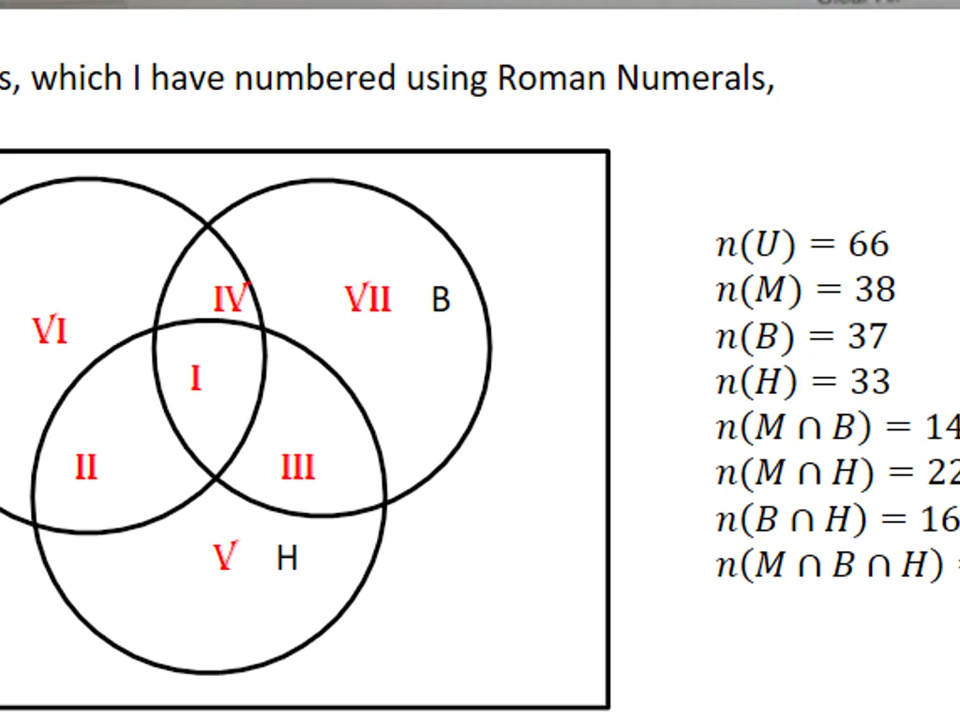 s, which I have numbered using Roman Numerals,
n(U) = 66
IV VII B
n(M) = 38
VI
n(B) = 37
I
n(H) = 33
n(M ∩ B) = 14
II III
n(M ∩ H) = 22
n(B ∩ H) = 16
V H
n(M ∩ B ∩ H) =